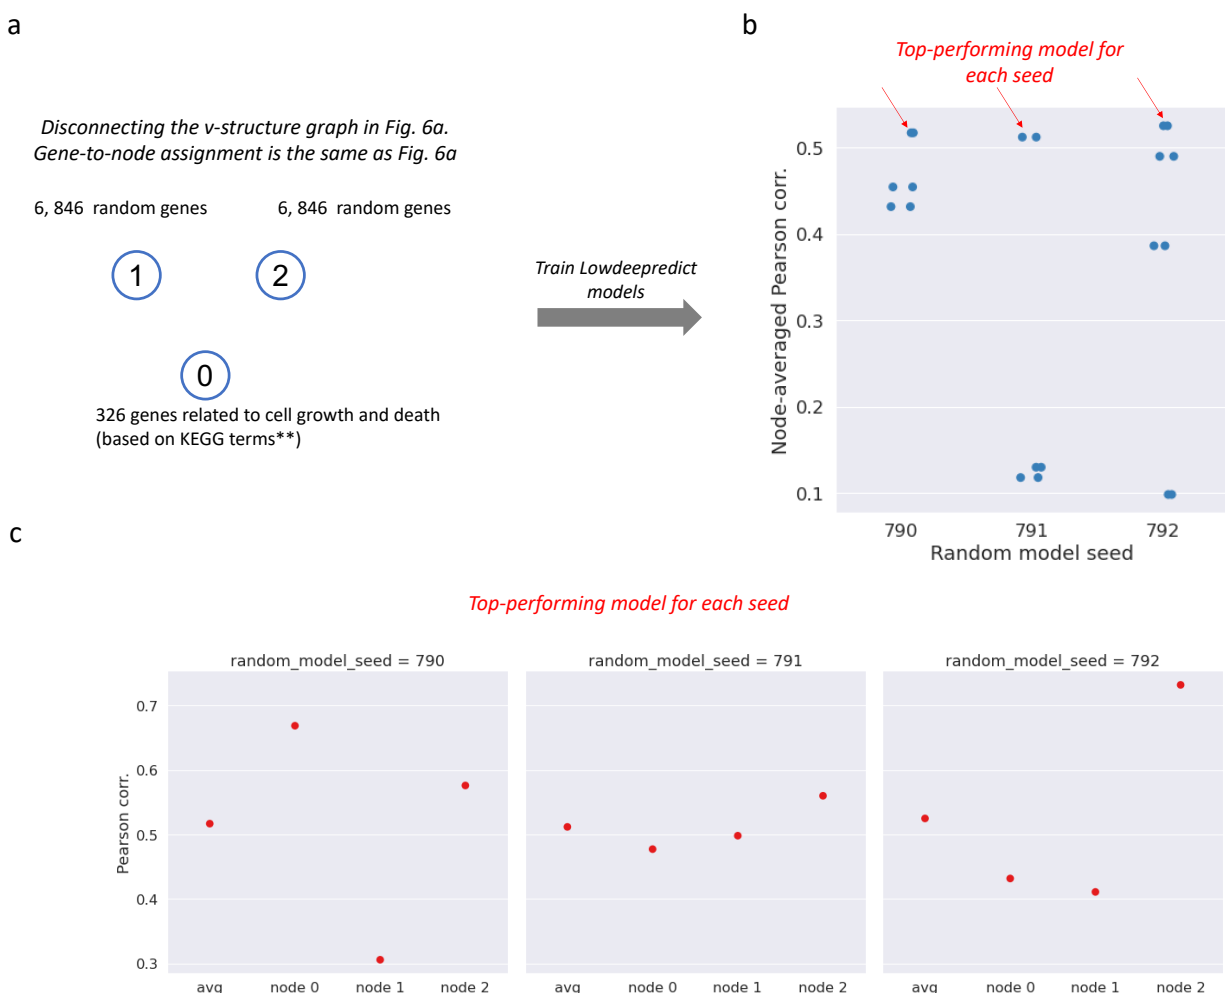 a
Disconnecting the v-structure graph in Fig. 6a.
Gene-to-node assignment is the same as Fig. 6a
6, 846 random genes
6, 846 random genes
1
2
0
326 genes related to cell growth and death
(based on KEGG terms**)
Train Lowdeepredict
models
b
Top-performing model for
each seed
Node-averaged Pearson corr.
0.5
0.4
0.3
0.2
0.1
790
791
792
Random model seed
c
Top-performing model for each seed
random_model_seed = 790
random_model_seed = 791
random_model_seed = 792
Pearson corr.
0.7
0.6
0.5
0.4
0.3
avg
node 0
node 1
node 2
avg
node 0
node 1
node 2
avg
node 0
node 1
node 2